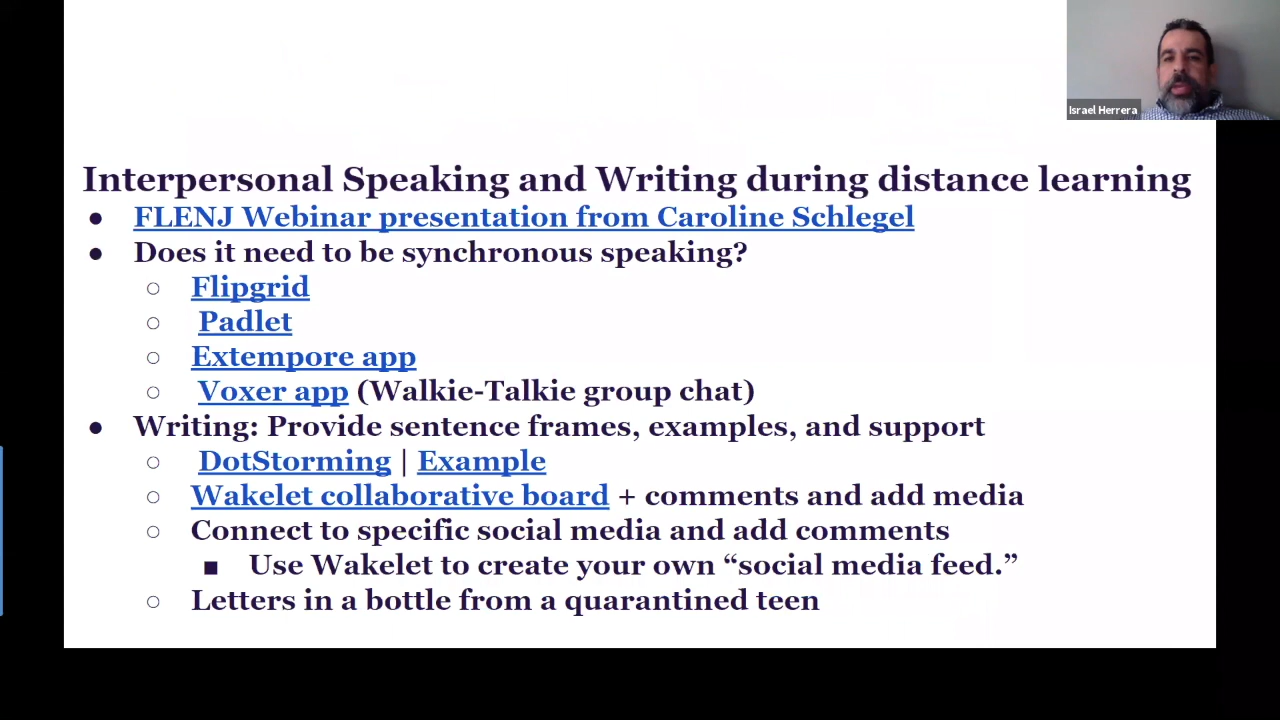 Israel Herrera
Interpersonal Speaking and Writing during distance learning
● FLENJ Webinar presentation from Caroline Schlegel
● Does it need to be synchronous speaking?
○ Flipgrid
○ Padlet
○ Extempore app
○ Voxer app (Walkie-Talkie group chat)
● Writing: Provide sentence frames, examples, and support
○ DotStorming | Example
○ Wakelet collaborative board + comments and add media
○ Connect to specific social media and add comments
■ Use Wakelet to create your own “social media feed.”
○ Letters in a bottle from a quarantined teen